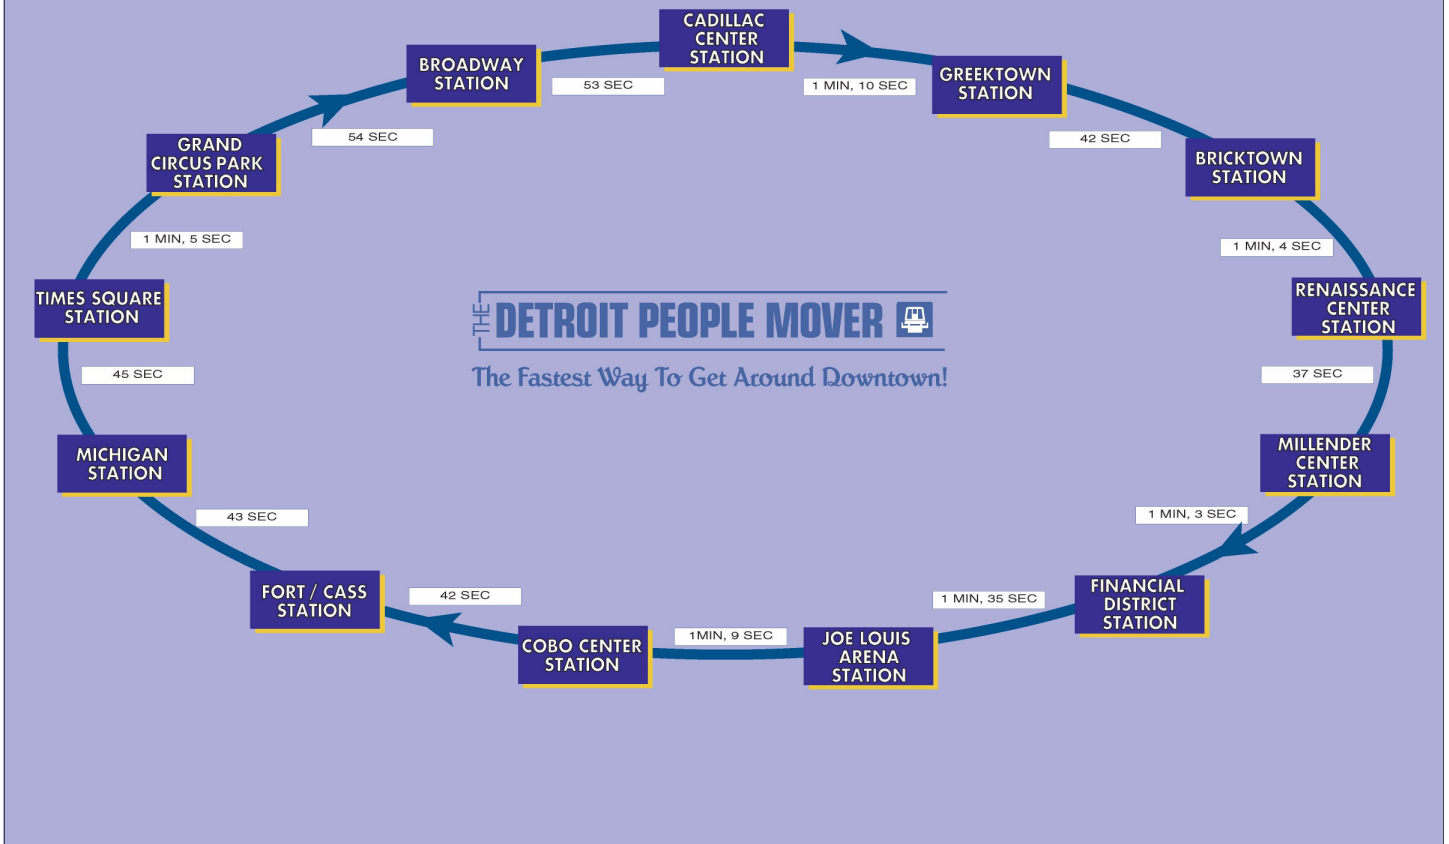 CADILLAC
CENTER
STATION
1 MIN, 10 SEC
GREEKTOWN
STATION
42 SEC
BRICKTOWN
STATION
1 MIN, 4 SEC
RENAISSANCE
CENTER
STATION
37 SEC
MILLENDER
CENTER
STATION
1 MIN, 3 SEC
FINANCIAL
DISTRICT
STATION
1 MIN, 35 SEC
JOE LOUIS
ARENA
STATION
1MIN, 9 SEC
COBO CENTER
STATION
42 SEC
FORT / CASS
STATION
43 SEC
MICHIGAN
STATION
45 SEC
TIMES SQUARE
STATION
1 MIN, 5 SEC
GRAND
CIRCUS PARK
STATION
54 SEC
BROADWAY
STATION
53 SEC
THE DETROIT PEOPLE MOVER
The Fastest Way To Get Around Downtown!